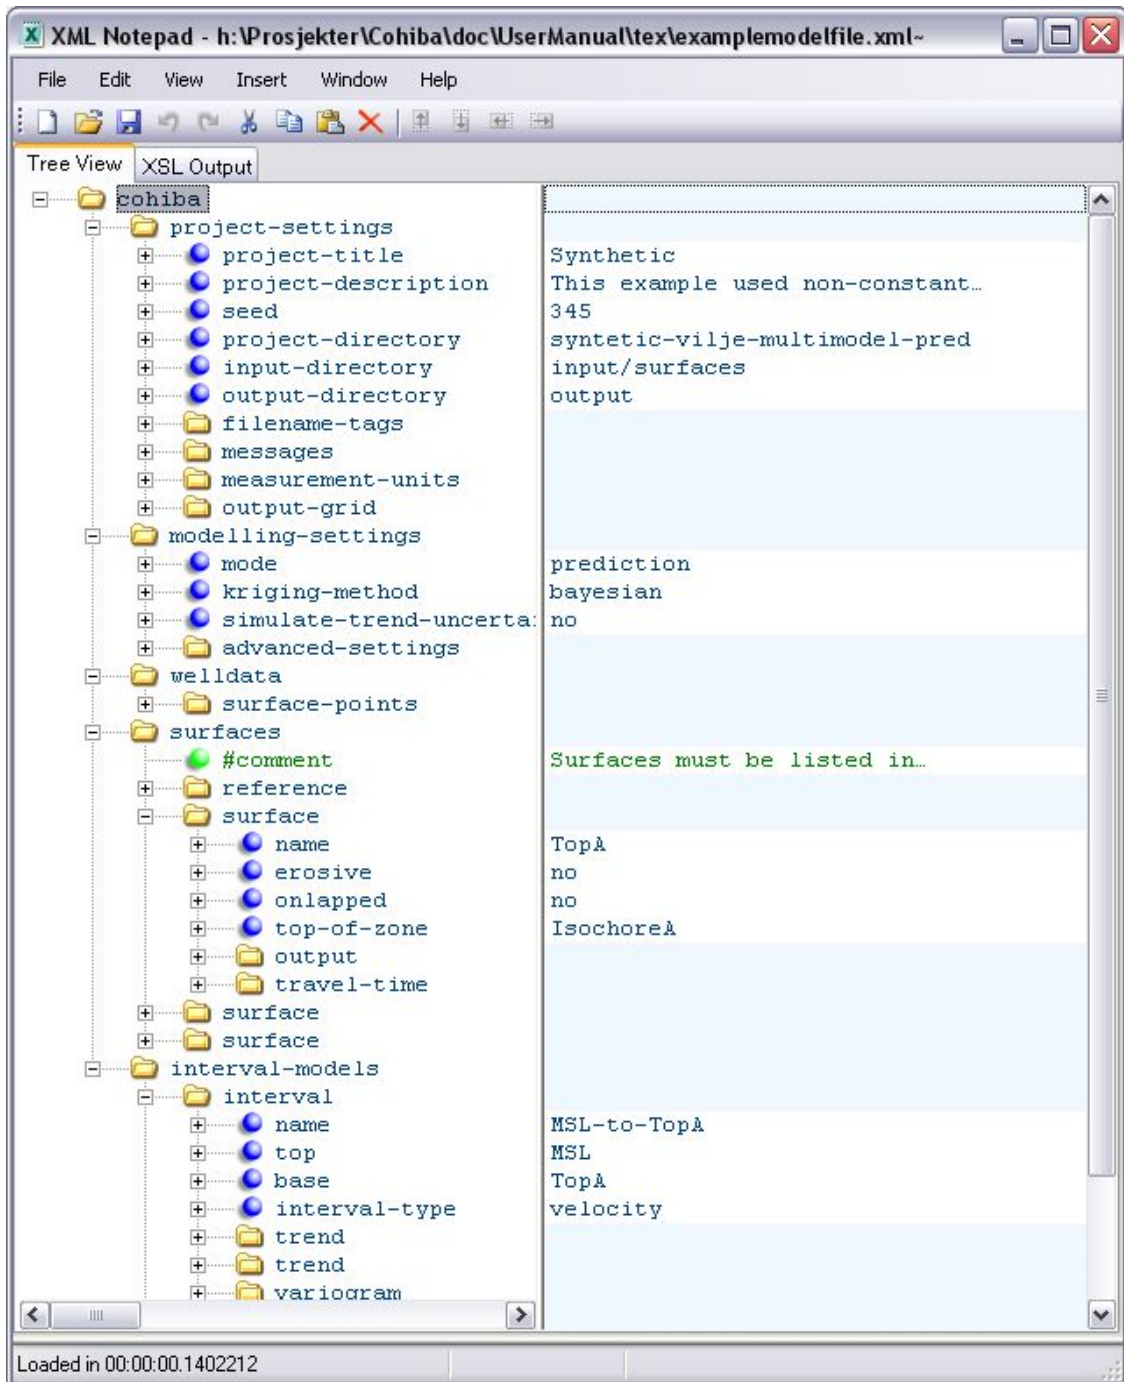 XML Notepad - h:\Prosjekter\Cohiba\doc\UserManual\tex\examplemodelfile.xml~
File Edit View Insert Window Help
Tree View XSL Output
cohiba
project-settings
project-title Synthetic
project-description This example used non-constant…
seed 345
project-directory syntetic-vilje-multimodel-pred
input-directory input/surfaces
output-directory output
filename-tags
messages
measurement-units
output-grid
modelling-settings
mode prediction
kriging-method bayesian
simulate-trend-uncerta no
advanced-settings
welldata
surface-points
surfaces
#comment Surfaces must be listed in…
reference
surface
name TopA
erosive no
onlapped no
top-of-zone IsochoreA
output
travel-time
surface
surface
interval-models
interval
name MSL-to-TopA
top MSL
base TopA
interval-type velocity
trend
trend
variogram
Loaded in 00:00:00.1402212